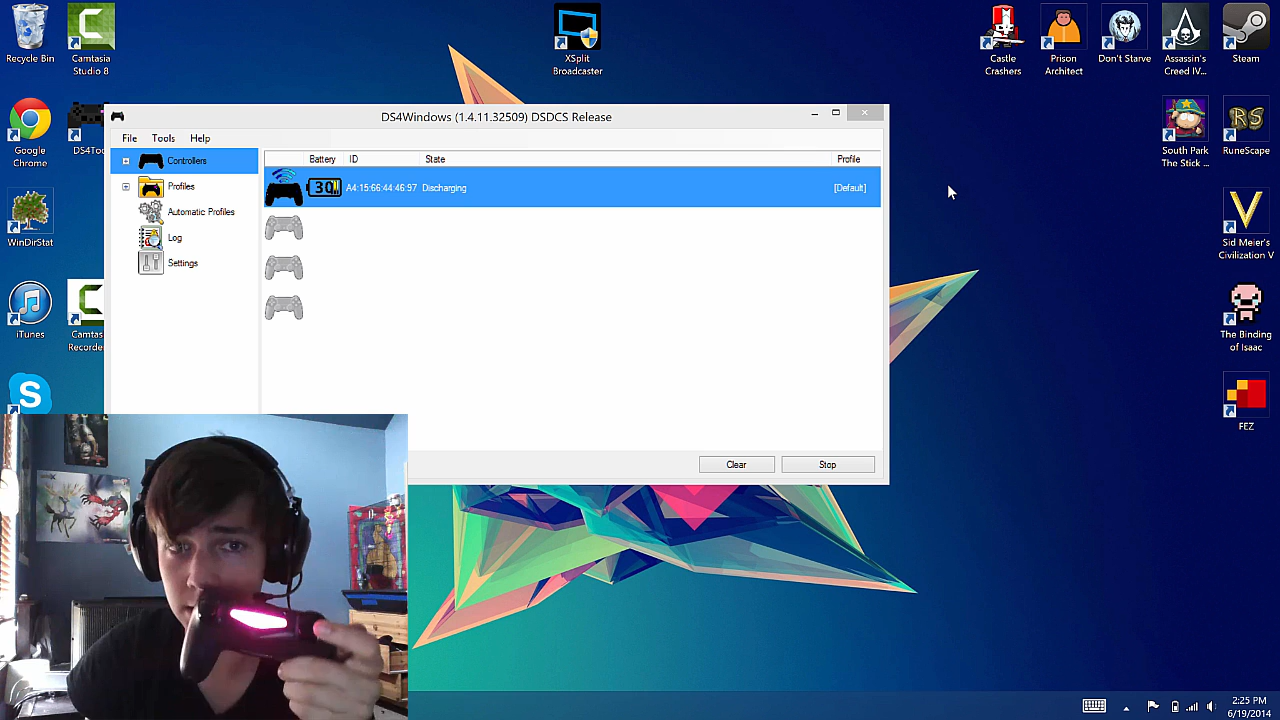 Recycle Bin
Camtasia
Studio 8
XSplit
Broadcaster
Castle
Crashers
Prison
Architect
Don't Starve
Assassin's
Creed IV...
Steam
Google
Chrome
DS4Too
South Park
The Stick ...
RuneScape
WinDirStat
Sid Meier's
Civilization V
iTunes
Camtas
Recorde
The Binding
of Isaac
FEZ
DS4Windows (1.4.11.32509) DSDCS Release
File Tools Help
Controllers
Profiles
Automatic Profiles
Log
Settings
Battery ID State Profile
30 A4:15:66:44:46:97 Discharging [Default]
Clear Stop
2:25 PM
6/19/2014